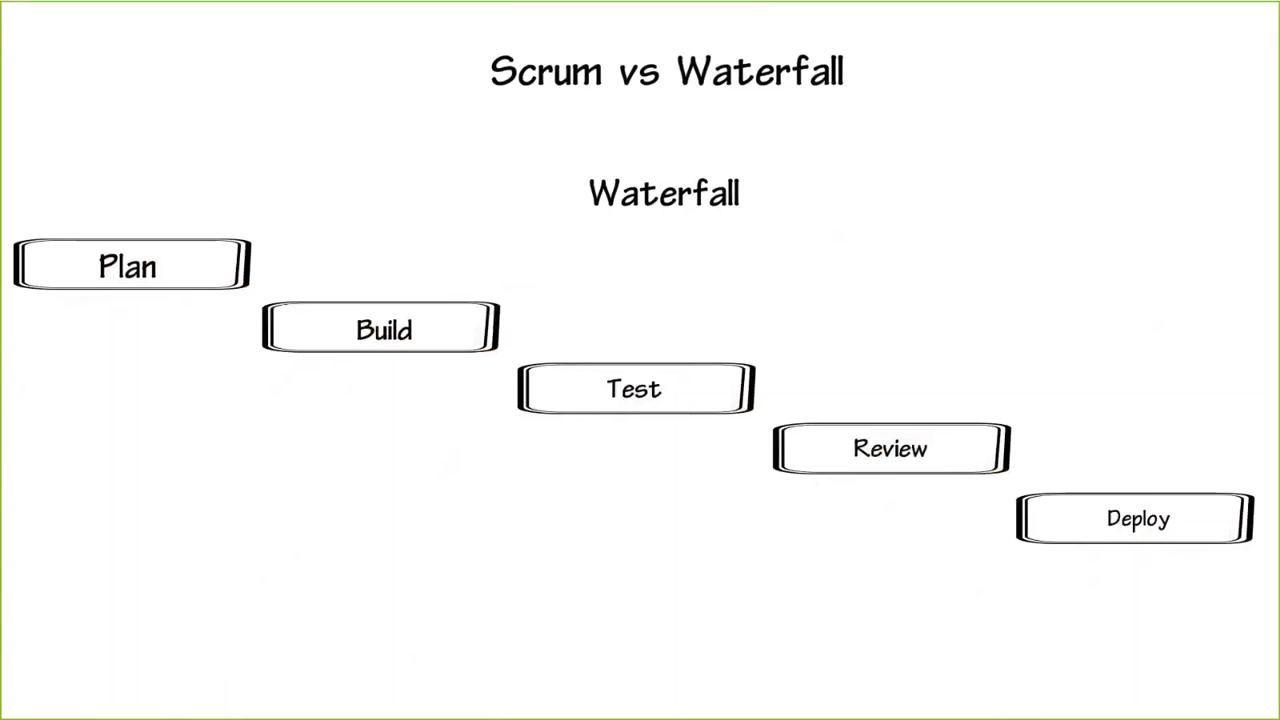 Scrum vs Waterfall
Waterfall
Plan
Build
Test
Review
Deploy